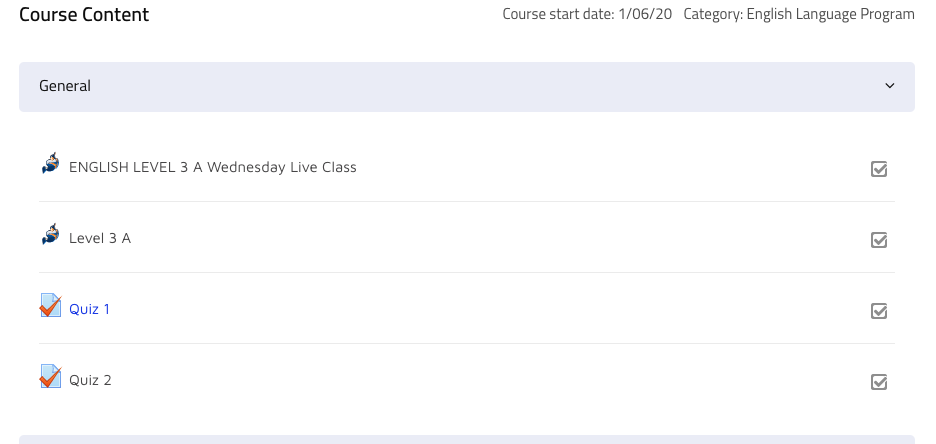 Course Content
Course start date: 1/06/20 Category: English Language Program
General
ENGLISH LEVEL 3 A Wednesday Live Class
Level 3 A
Quiz 1
Quiz 2